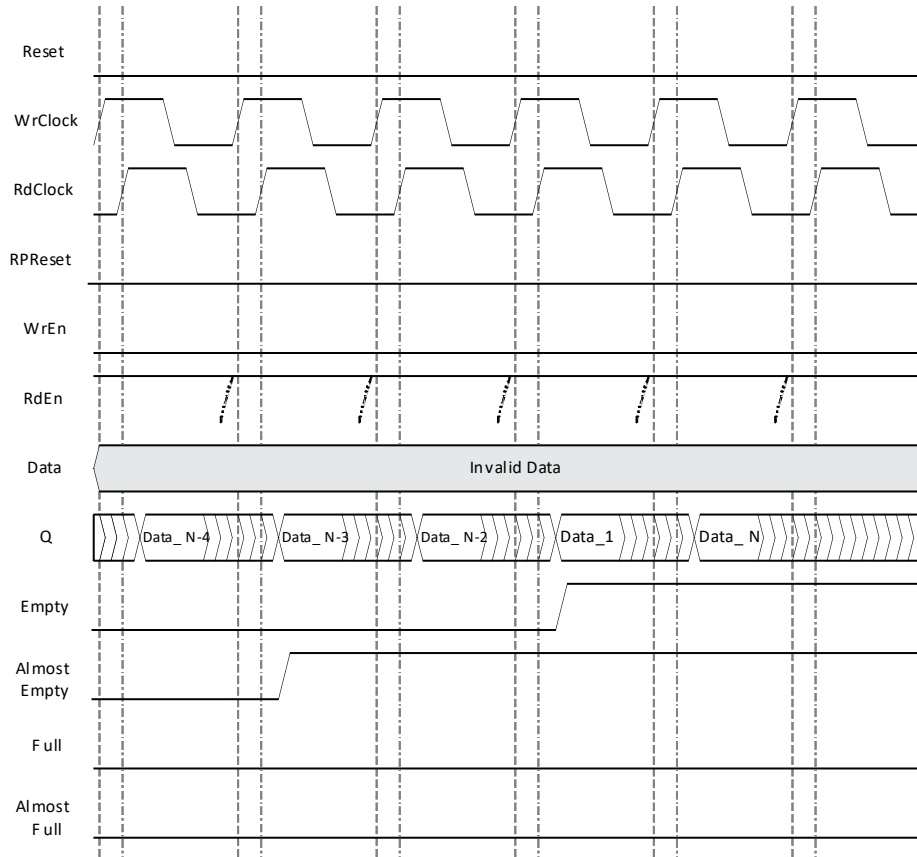 Reset
WrClock
RdClock
RPReset
WrEn
RdEn
Data
Invalid Data
Q
Data_ N-4
Data_ N-3
Data_ N-2
Data_1
Data_ N
Empty
Almost
Empty
Full
Almost
Full